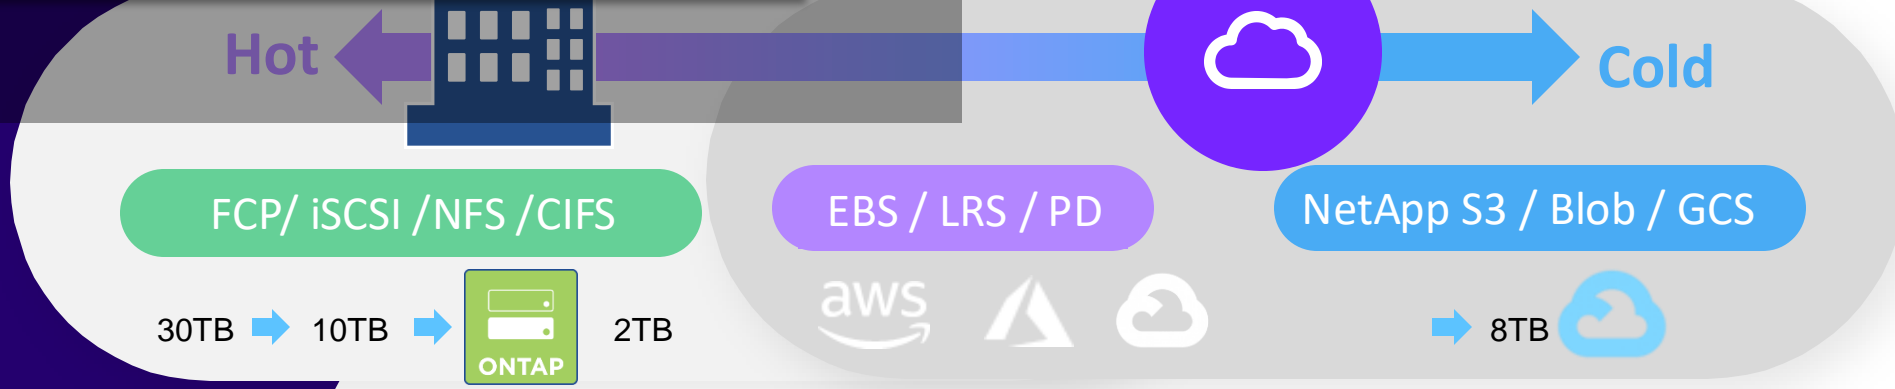 Hot
Cold
FCP/ iSCSI /NFS /CIFS
EBS / LRS / PD
NetApp S3 / Blob / GCS
30TB
10TB
ONTAP
2TB
aws
8TB